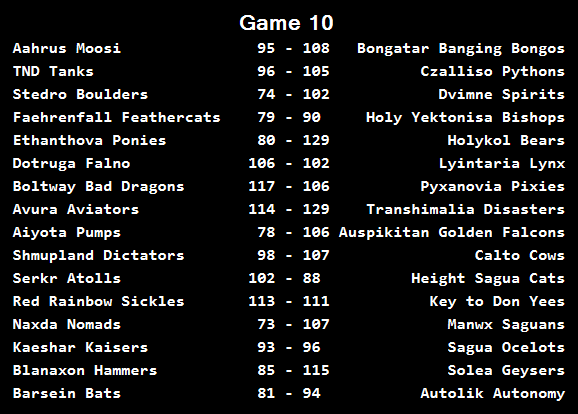 Game 10
Aahrus Moosi 95 - 108 Bongatar Banging Bongos
TND Tanks 96 - 105 Czalliso Pythons
Stedro Boulders 74 - 102 Dvimne Spirits
Faehrenfall Feathercats 79 - 90 Holy Yektonisa Bishops
Ethanthova Ponies 80 - 129 Holykol Bears
Dotruga Falno 106 - 102 Lyintaria Lynx
Boltway Bad Dragons 117 - 106 Pyxanovia Pixies
Avura Aviators 114 - 129 Transhimalia Disasters
Aiyota Pumps 78 - 106 Auspikitan Golden Falcons
Shmupland Dictators 98 - 107 Calto Cows
Serkr Atolls 102 - 88 Height Sagua Cats
Red Rainbow Sickles 113 - 111 Key to Don Yees
Naxda Nomads 73 - 107 Manwx Saguans
Kaeshar Kaisers 93 - 96 Sagua Ocelots
Blanaxon Hammers 85 - 115 Solea Geysers
Barsein Bats 81 - 94 Autolik Autonomy